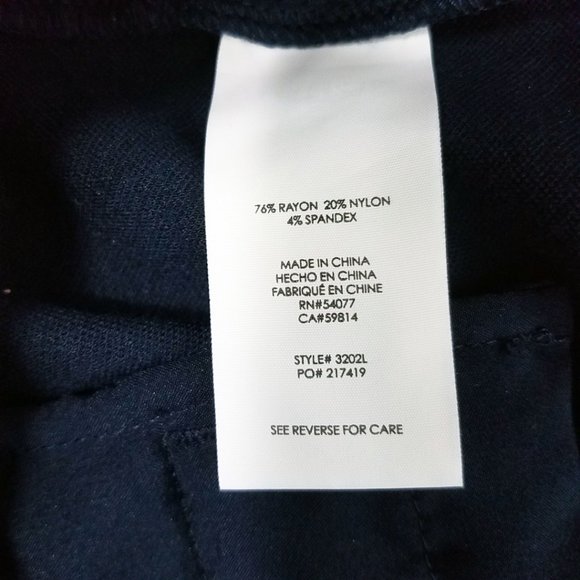 76% RAYON 20% NYLON
4% SPANDEX
MADE IN CHINA
HECHO EN CHINA
FABRIQUÉ EN CHINE
RN#54077
CA#59814
STYLE# 3202L
PO# 217419
SEE REVERSE FOR CARE